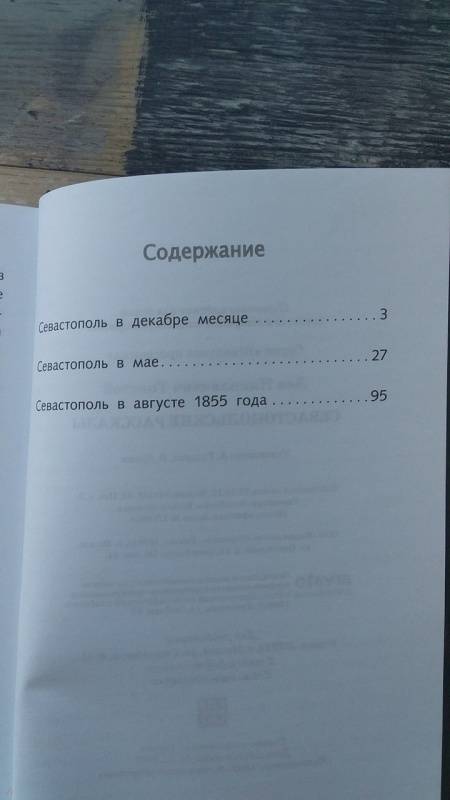 Содержание
Севастополь в декабре месяце ................ 3
Севастополь в мае ............................ 27
Севастополь в августе 1855 года ............. 95